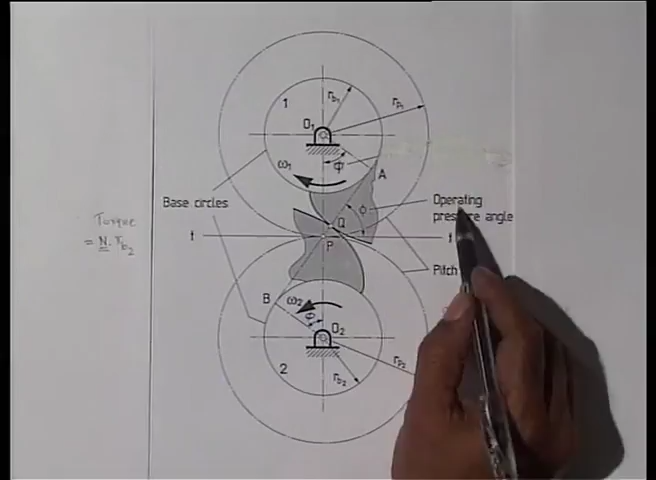 1
r_b1
r_p1
O1
φ
A
ω1
Operating
pressure angle
Base circles
φ
Q
Torque
= N. r_b2
t
t
P
Pitch
B
ω2
φ
O2
2
r_b2
r_p2